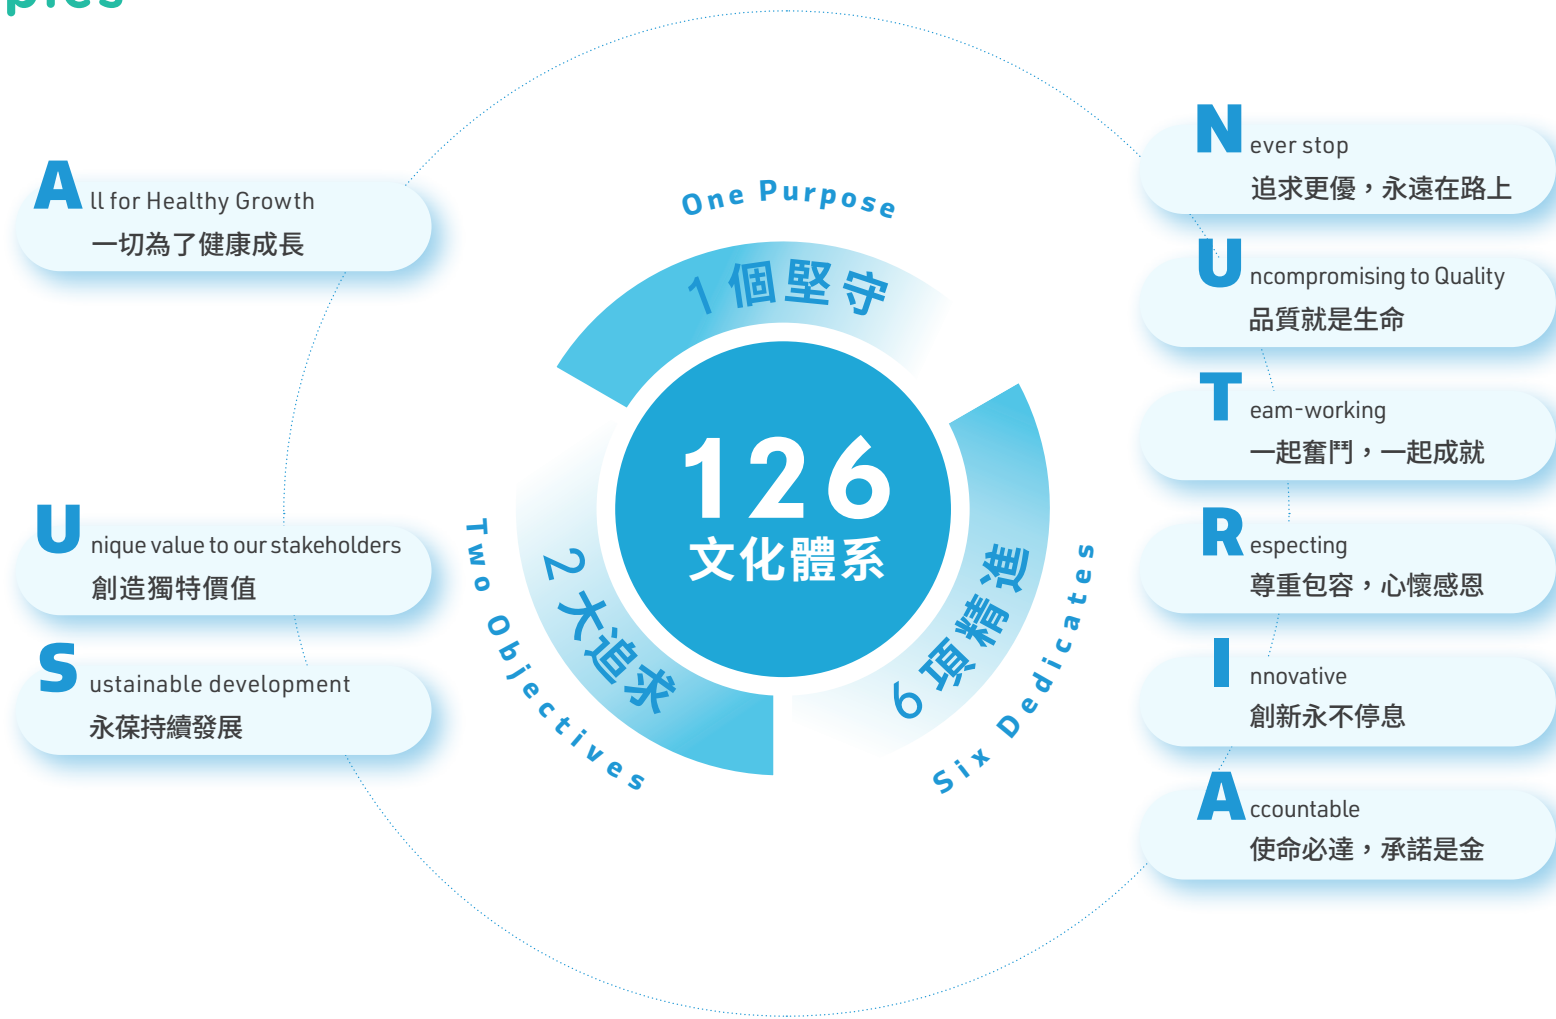 All for Healthy Growth
一切為了健康成長
Unique value to our stakeholders
創造獨特價值
Sustainable development
永葆持續發展
One Purpose
1個堅守
126
文化體系
Two Objectives
2大追求
Six Dedicates
6項精進
Never stop
追求更優，永遠在路上
Uncompromising to Quality
品質就是生命
Team-working
一起奮鬥，一起成就
Respecting
尊重包容，心懷感恩
Innovative
創新永不停息
Accountable
使命必達，承諾是金